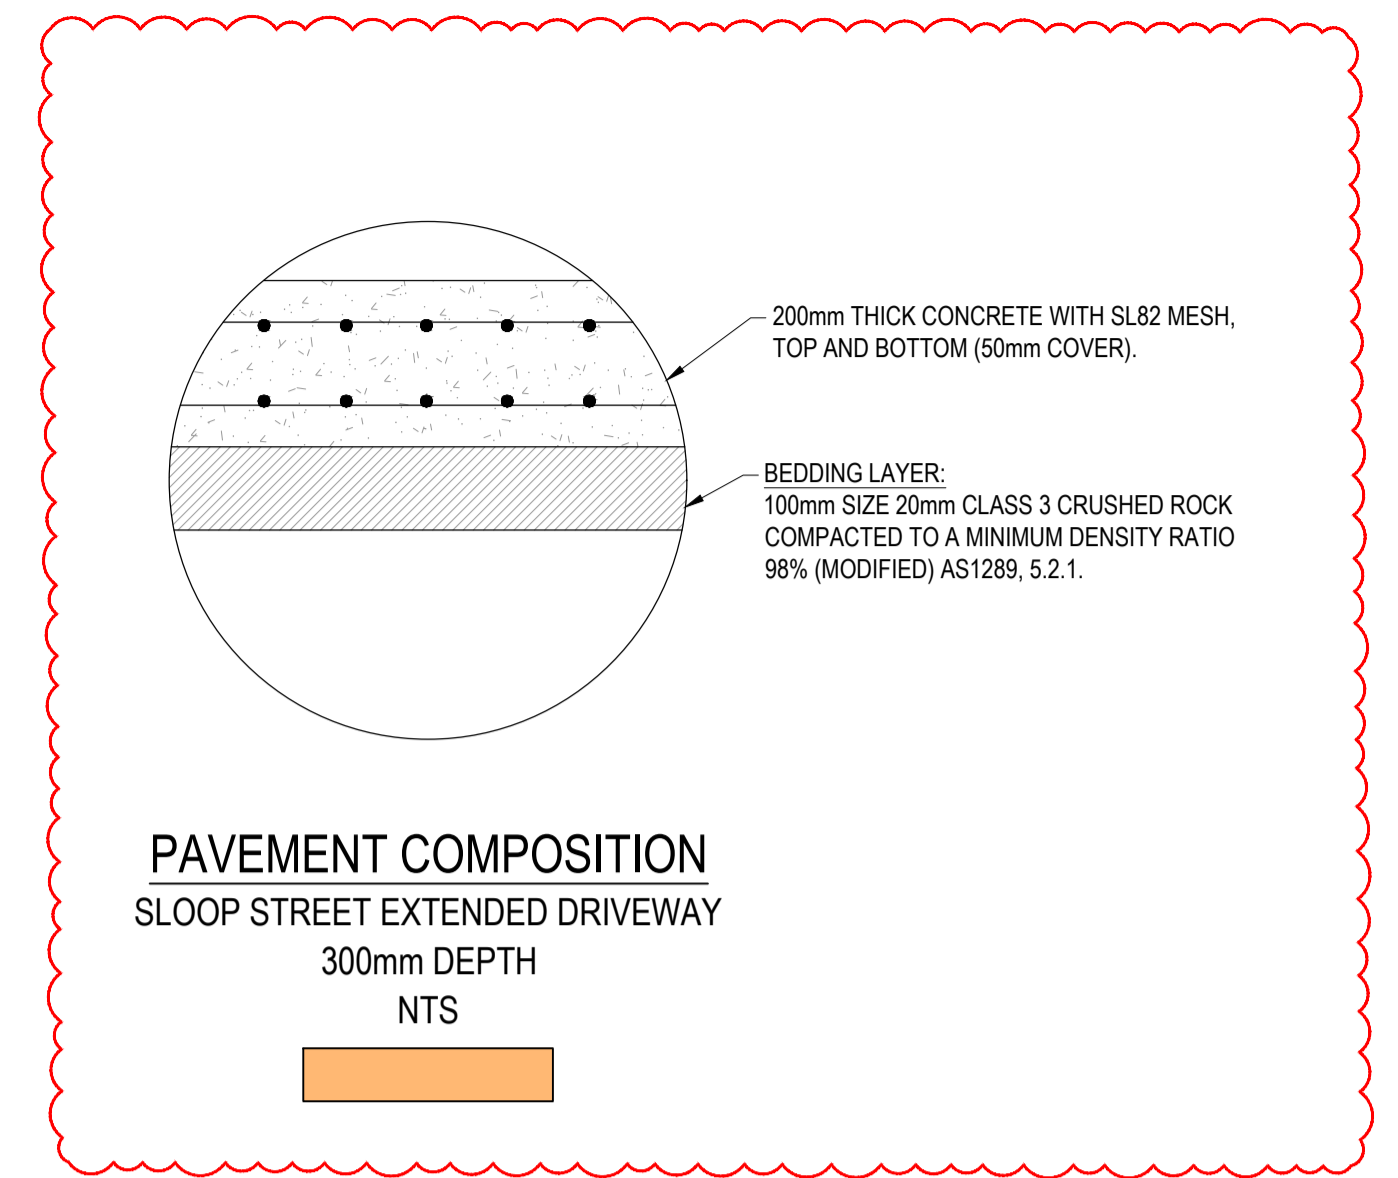 200mm THICK CONCRETE WITH SL82 MESH,
TOP AND BOTTOM (50mm COVER).
BEDDING LAYER:
100mm SIZE 20mm CLASS 3 CRUSHED ROCK
COMPACTED TO A MINIMUM DENSITY RATIO
98% (MODIFIED) AS1289, 5.2.1.
PAVEMENT COMPOSITION
SLOOP STREET EXTENDED DRIVEWAY
300mm DEPTH
NTS